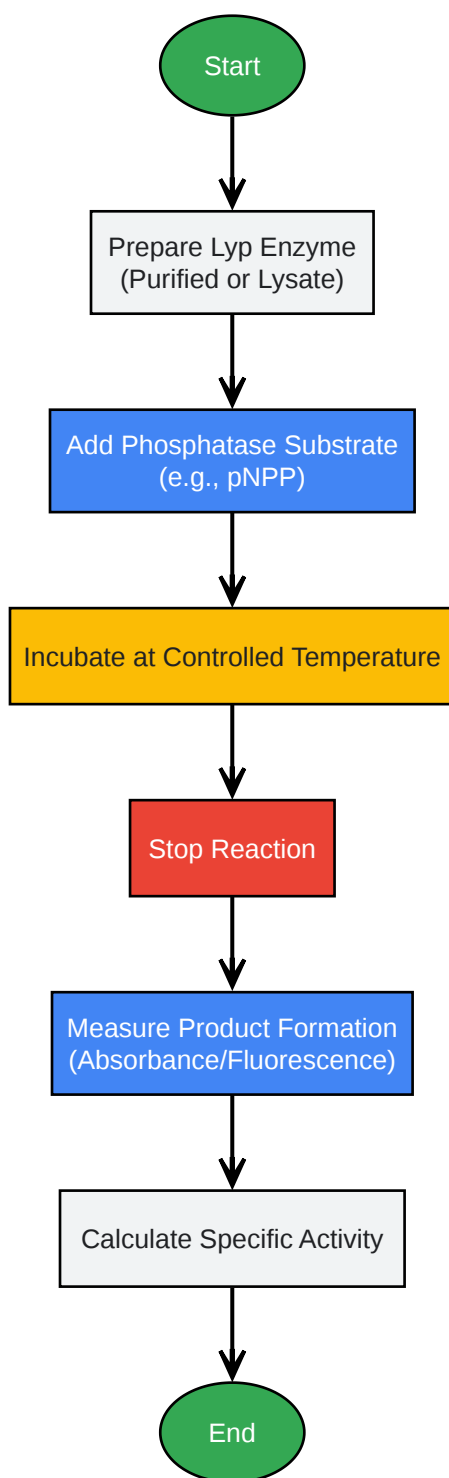 Start
Prepare Lyp Enzyme
(Purified or Lysate)
Add Phosphatase Substrate
(e.g., pNPP)
Incubate at Controlled Temperature
Stop Reaction
Measure Product Formation
(Absorbance/Fluorescence)
Calculate Specific Activity
End